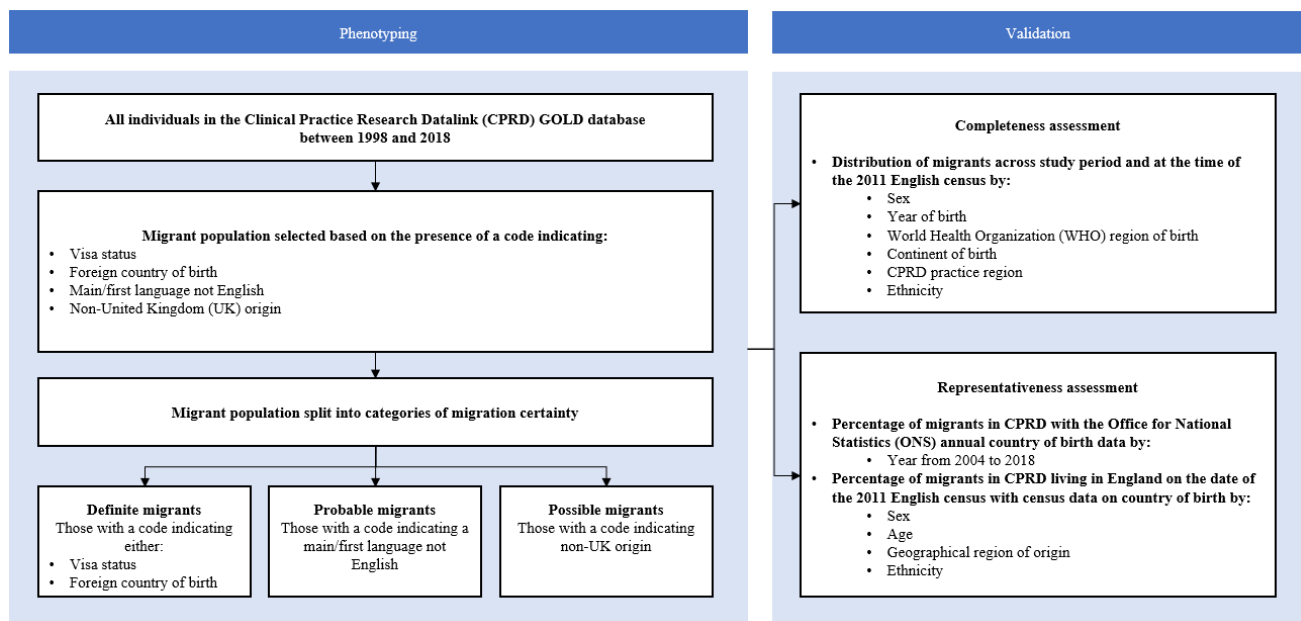 Phenotyping
All individuals in the Clinical Practice Research Datalink (CPRD) GOLD database
between 1998 and 2018
Migrant population selected based on the presence of a code indicating:
• Visa status
• Foreign country of birth
• Main/first language not English
• Non-United Kingdom (UK) origin
Migrant population split into categories of migration certainty
Definite migrants
Those with a code indicating
either:
• Visa status
• Foreign country of birth
Probable migrants
Those with a code indicating a
main/first language not
English
Possible migrants
Those with a code indicating
non-UK origin
Validation
Completeness assessment
• Distribution of migrants across study period and at the time of
the 2011 English census by:
• Sex
• Year of birth
• World Health Organization (WHO) region of birth
• Continent of birth
• CPRD practice region
• Ethnicity
Representativeness assessment
• Percentage of migrants in CPRD with the Office for National
Statistics (ONS) annual country of birth data by:
• Year from 2004 to 2018
• Percentage of migrants in CPRD living in England on the date of
the 2011 English census with census data on country of birth by:
• Sex
• Age
• Geographical region of origin
• Ethnicity